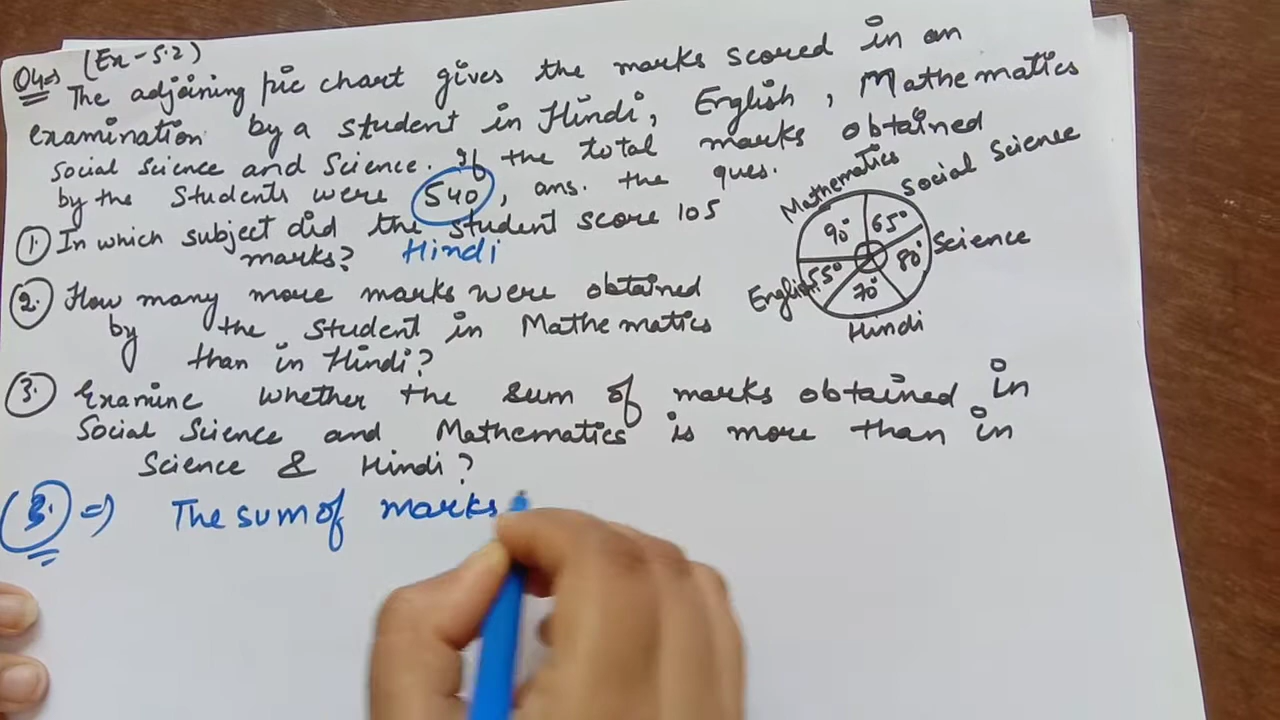 (Ex-5.2)
Q4=> The adjoining pie chart gives the marks scored in an
examination by a student in Hindi, English, Mathematics
Social Science and Science. If the total marks obtained
by the Students were 540, ans. the ques.
1. In which subject did the student score 105
marks? Hindi
2. How many more marks were obtained
by the student in Mathematics
than in Hindi?
3. Examine whether the sum of marks obtained in
Social Science and Mathematics is more than in
Science & Hindi?
(3.) => The sum of marks
Mathematics
Social Science
90°
65°
Science
80°
English
55°
70°
Hindi